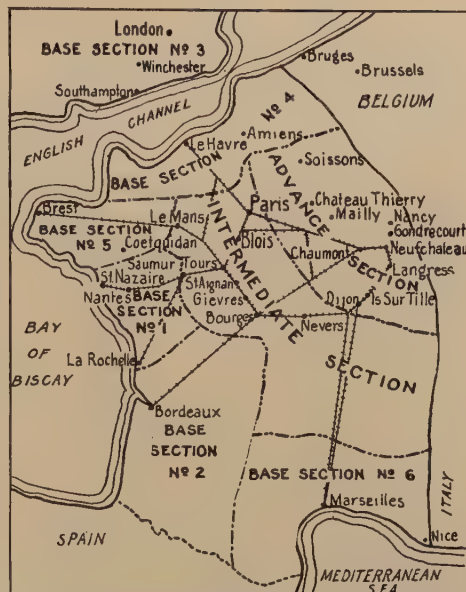 London
BASE SECTION Nº 3
Winchester
Bruges
Brussels
Southampton
BELGIUM
ENGLISH CHANNEL
BASE SECTION Nº 4
Le Havre
Amiens
Soissons
ADVANCE SECTION
INTERMEDIATE SECTION
Paris
Chateau Thierry
Mailly
Nancy
Gondrecourt
Brest
Le Mans
BASE SECTION
Nº 5
Coetquidan
Blois
Chaumont
Neufchateau
Langress
Saumur
Tours
St Nazaire
St Aignan
Nantes
BASE
SECTION
Nº 1
Gievres
Bourges
Nevers
Dijon
Is Sur Tille
BAY
OF
BISCAY
La Rochelle
Bordeaux
BASE
SECTION
Nº 2
BASE SECTION Nº 6
Marseilles
ITALY
SPAIN
Nice
MEDITERRANEAN
SEA